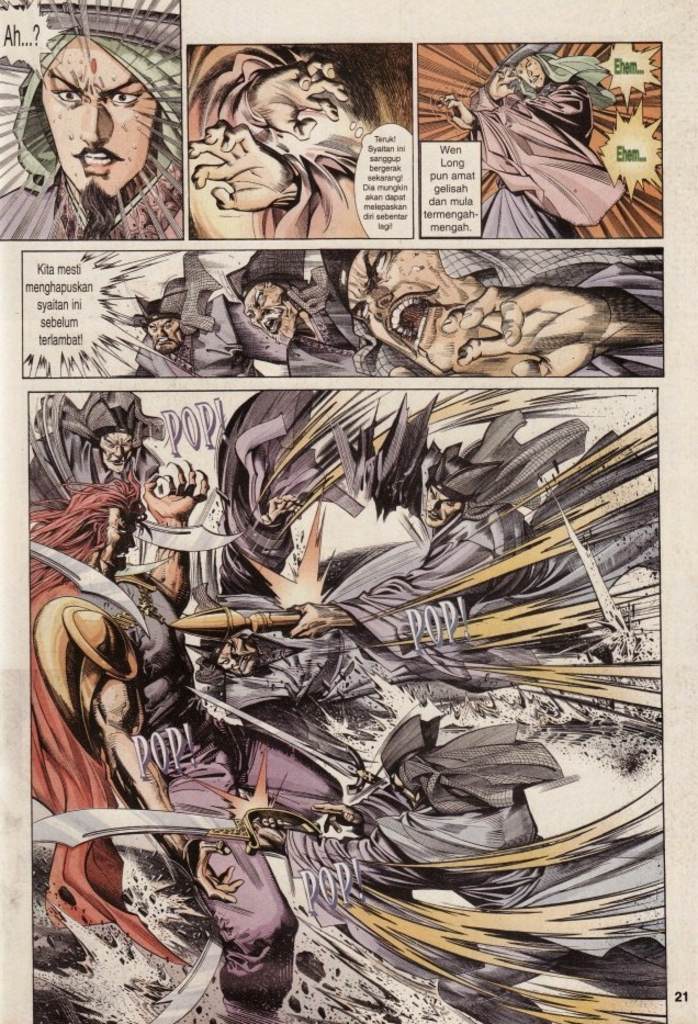 Ah...?
Teruk!
Syaitan ini
sanggup
bergerak
sekarang!
Dia mungkin
akan dapat
melepaskan
diri sebentar
lagi!
Ehem...
Ehem...
Wen
Long
pun amat
gelisah
dan mula
termengah-
mengah.
Kita mesti
menghapuskan
syaitan ini
sebelum
terlambat!
POP!
POP!
POP!
POP!
21